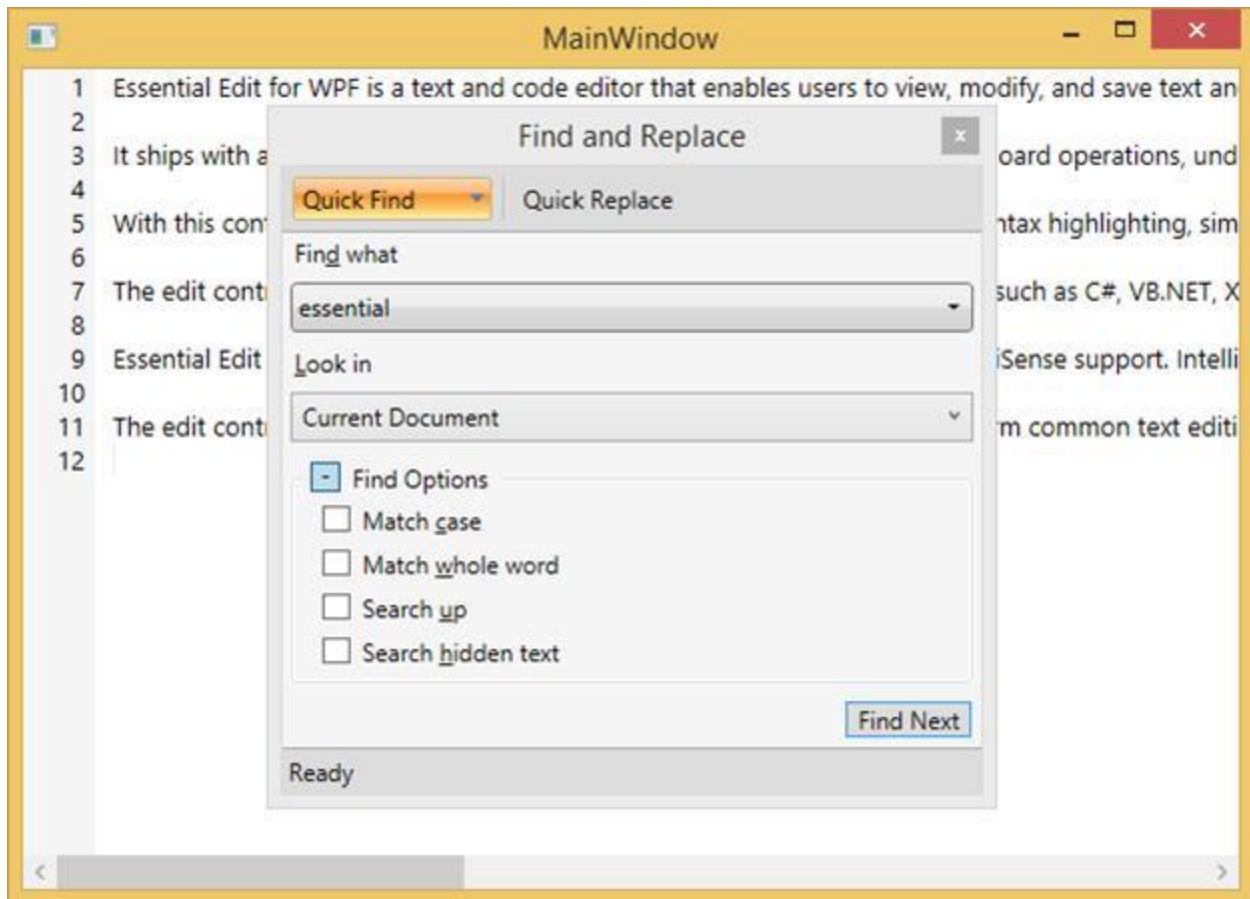 MainWindow
1 Essential Edit for WPF is a text and code editor that enables users to view, modify, and save text an
2
Find and Replace
x
3 It ships with a
oard operations, und
4
Quick Find
Quick Replace
5 With this con
ntax highlighting, sim
6
Find what
7 The edit cont
such as C#, VB.NET, X
essential
8
9 Essential Edit
iSense support. Intelli
Look in
10
11 The edit cont
rm common text editi
Current Document
12
- Find Options
Match case
Match whole word
Search up
Search hidden text
Find Next
Ready